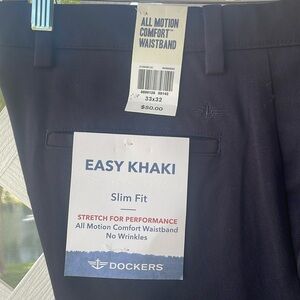 ALL MOTION
COMFORT™
WAISTBAND
33x32
$50.00
EASY KHAKI
Slim Fit
STRETCH FOR PERFORMANCE
All Motion Comfort Waistband
No Wrinkles
DOCKERS